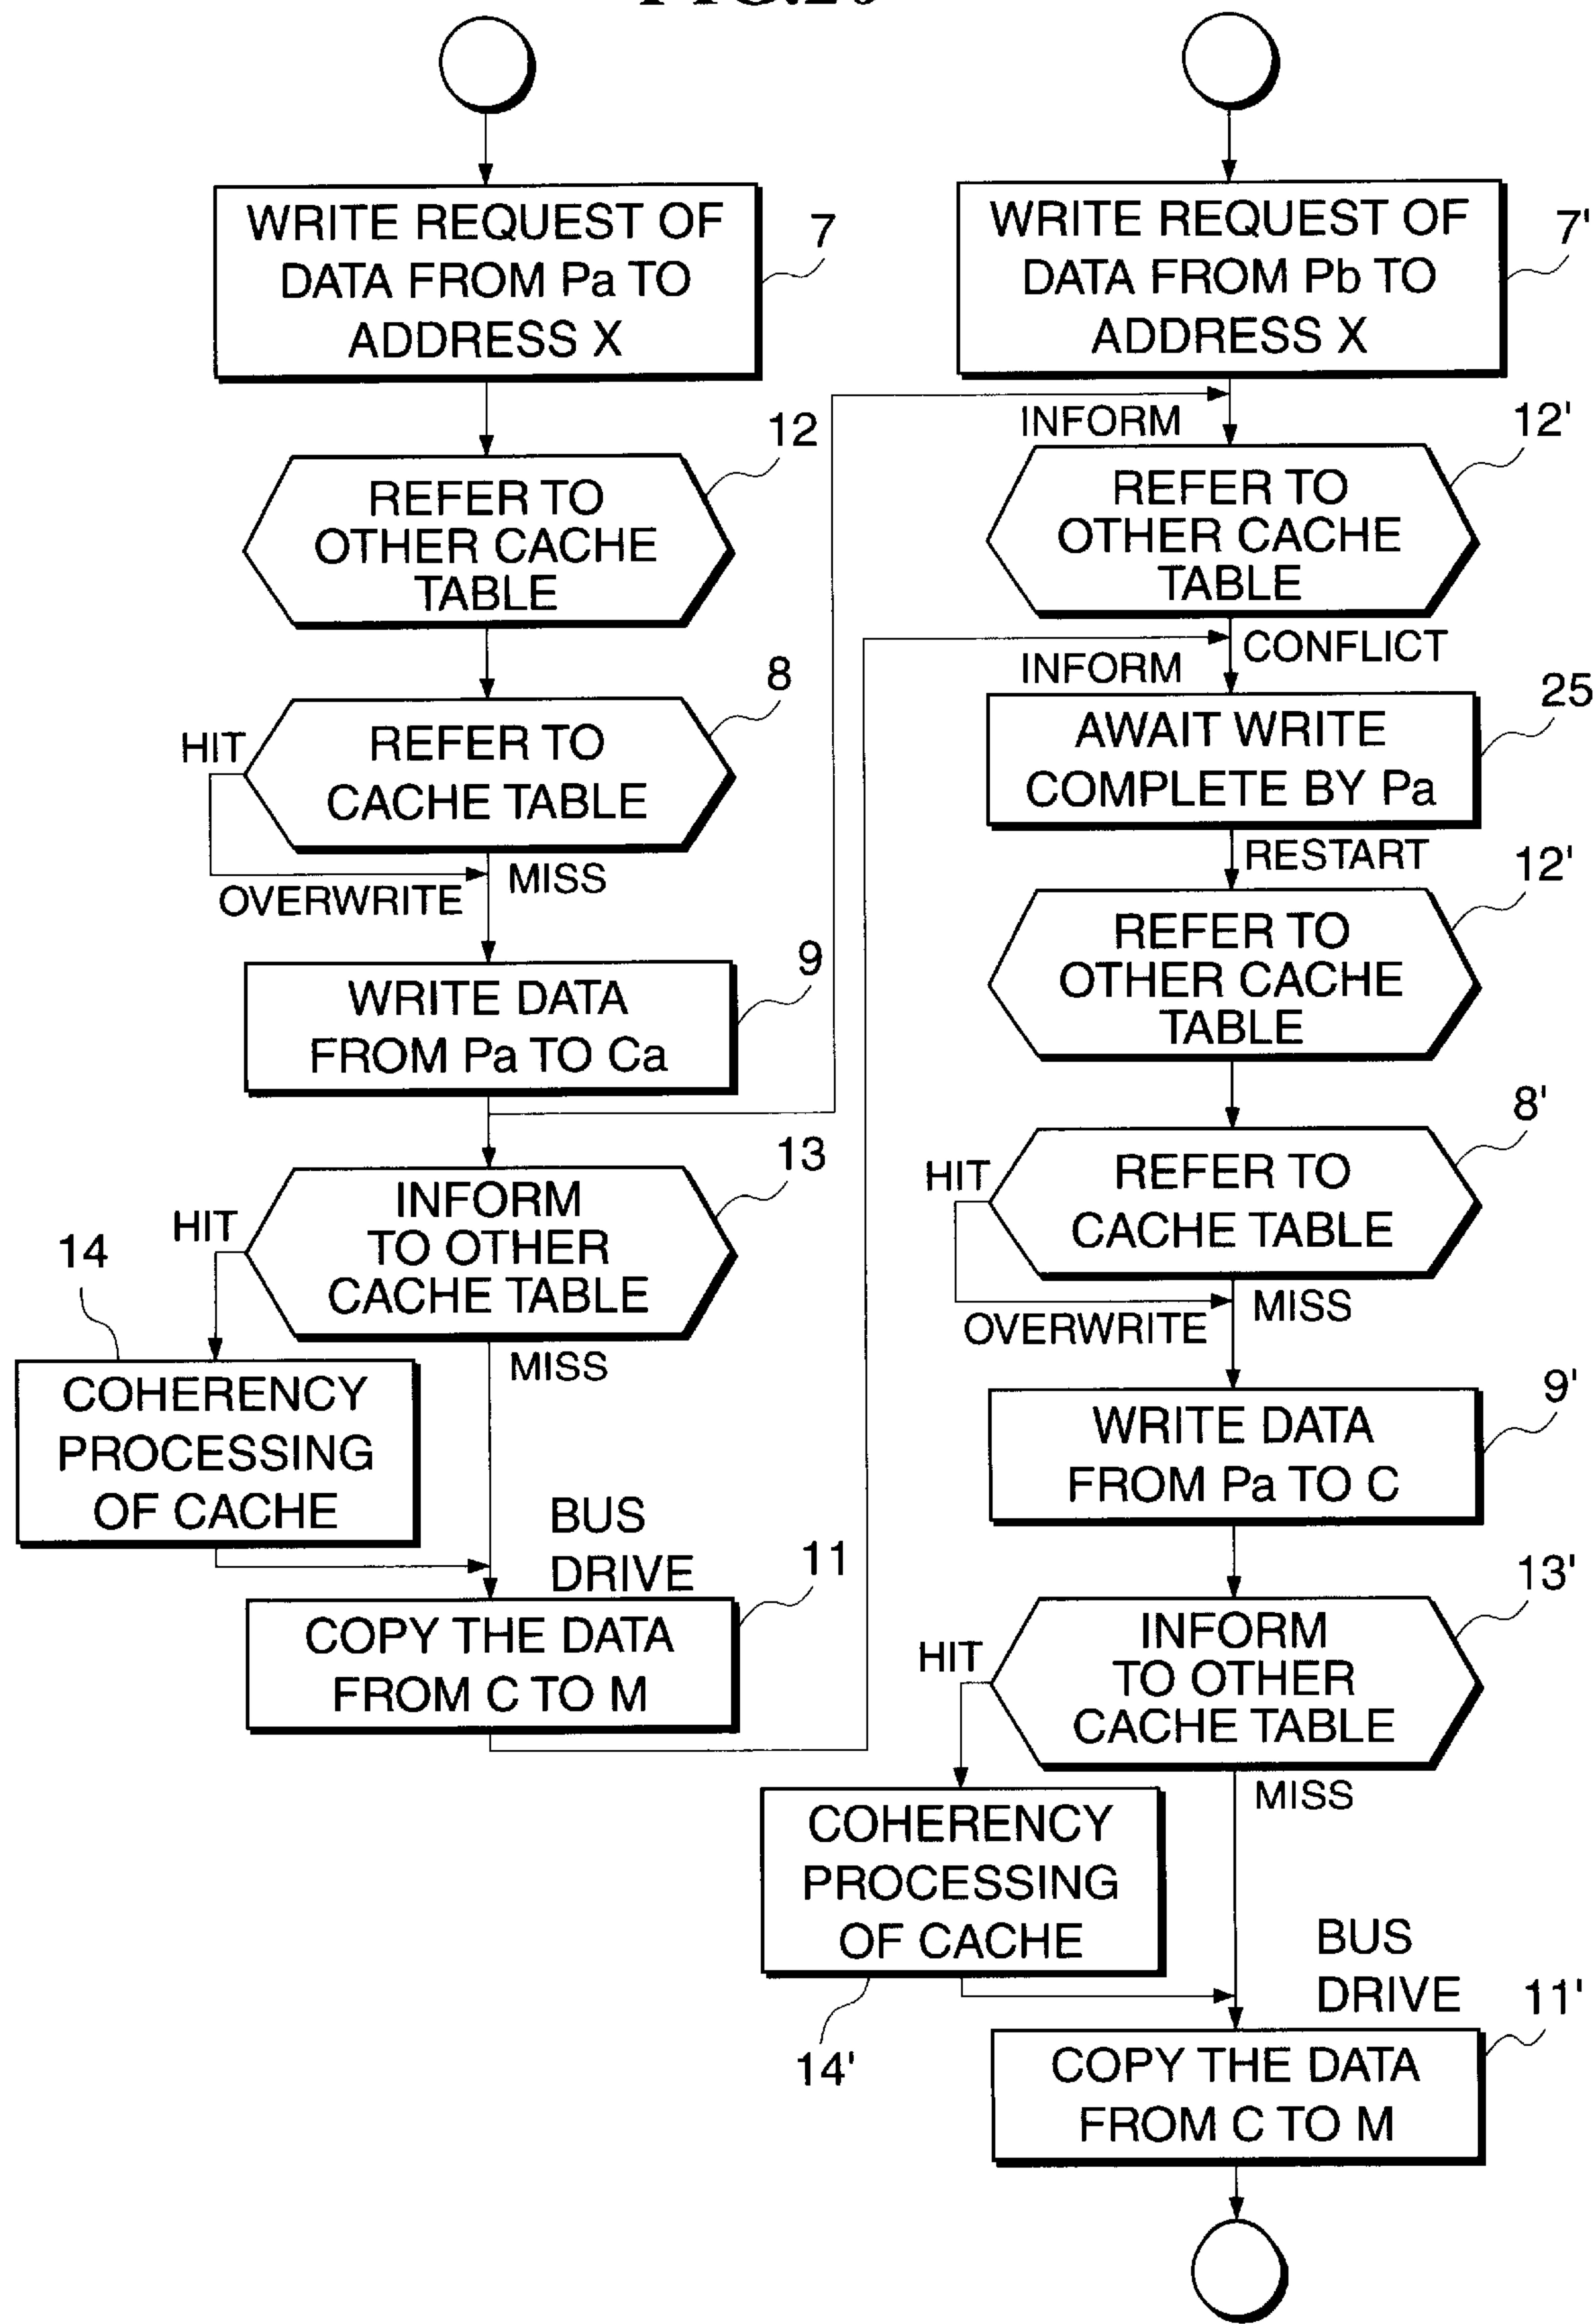 WRITE REQUEST OF
DATA FROM Pa TO
ADDRESS X
7
12
REFER TO
OTHER CACHE
TABLE
8
HIT
REFER TO
CACHE TABLE
MISS
OVERWRITE
9
WRITE DATA
FROM Pa TO Ca
13
INFORM
TO OTHER
CACHE TABLE
HIT
14
MISS
COHERENCY
PROCESSING
OF CACHE
BUS
DRIVE
11
COPY THE DATA
FROM C TO M
WRITE REQUEST OF
DATA FROM Pb TO
ADDRESS X
7'
INFORM
12'
REFER TO
OTHER CACHE
TABLE
CONFLICT
INFORM
25
AWAIT WRITE
COMPLETE BY Pa
RESTART
12'
REFER TO
OTHER CACHE
TABLE
8'
HIT
REFER TO
CACHE TABLE
MISS
OVERWRITE
9'
WRITE DATA
FROM Pa TO C
13'
HIT
INFORM
TO OTHER
CACHE TABLE
MISS
COHERENCY
PROCESSING
OF CACHE
14'
BUS
DRIVE
11'
COPY THE DATA
FROM C TO M